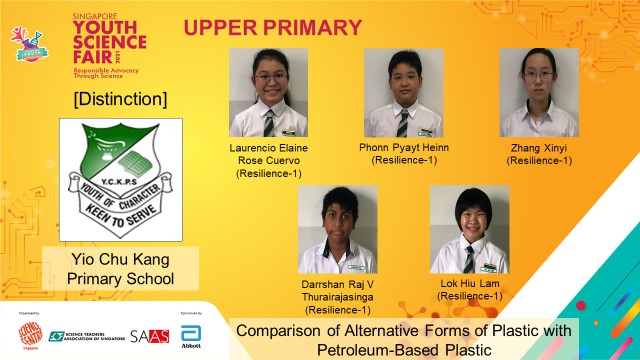 SINGAPORE
YOUTH
SCIENCE
FAIR 2021
Responsible Advocacy
Through Science
UPPER PRIMARY
[Distinction]
Y.C.K.P.S
YOUTH OF CHARACTER
KEEN TO SERVE
Yio Chu Kang
Primary School
Laurencio Elaine
Rose Cuervo
(Resilience-1)
Phonn Pyayt Heinn
(Resilience-1)
Zhang Xinyi
(Resilience-1)
Darrshan Raj V
Thurairajasinga
(Resilience-1)
Lok Hiu Lam
(Resilience-1)
Organised by
SCIENCE
CENTRE
singapore
SCIENCE TEACHERS
ASSOCIATION OF SINGAPORE
SAAS
Sponsored by
Abbott
Comparison of Alternative Forms of Plastic with
Petroleum-Based Plastic